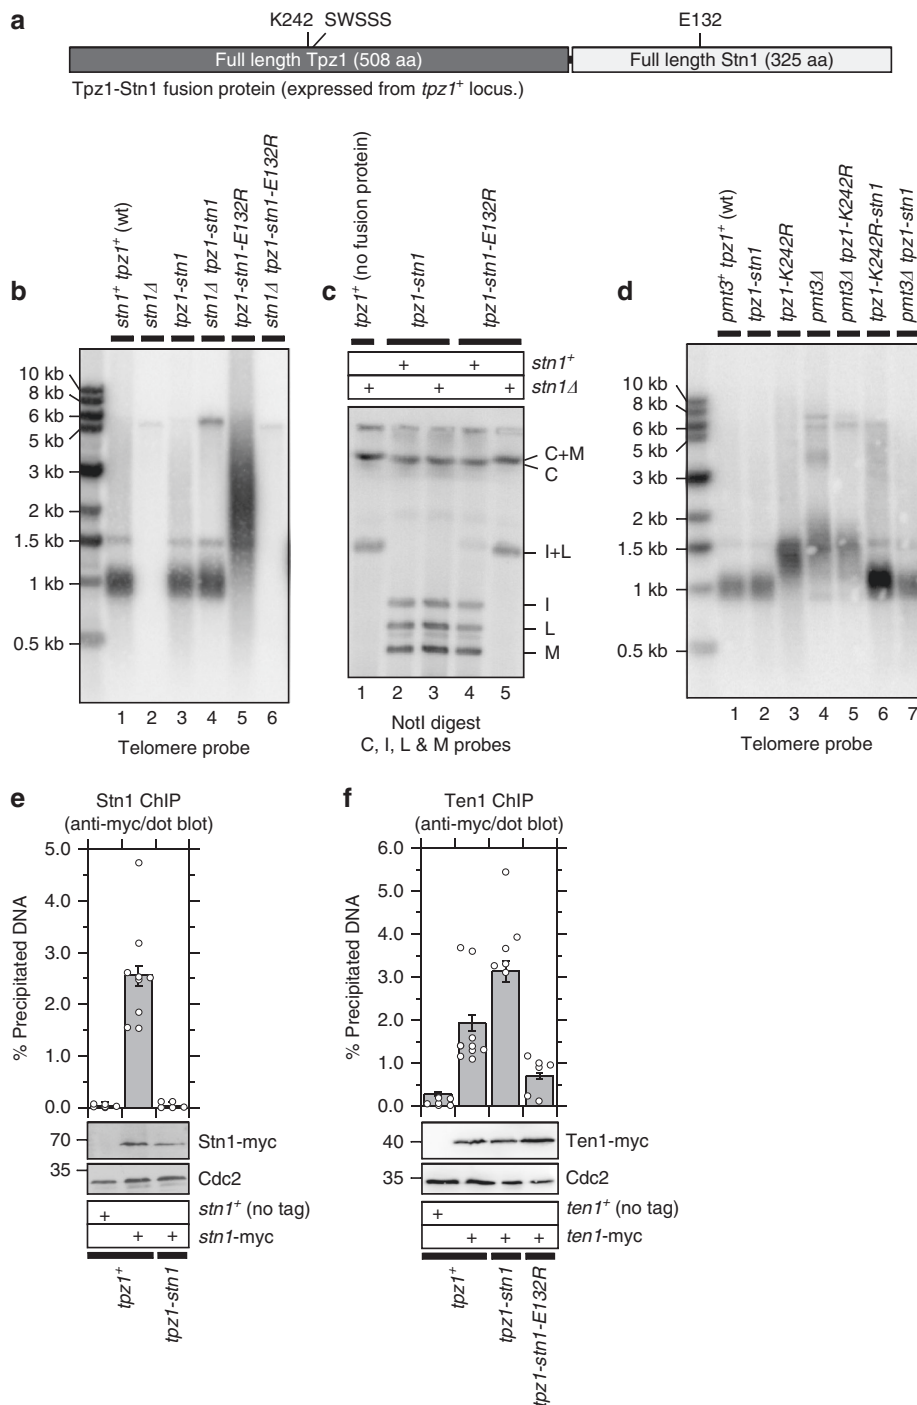 a
K242 SWSSS
E132
Full length Tpz1 (508 aa)
Full length Stn1 (325 aa)
Tpz1-Stn1 fusion protein (expressed from tpz1+ locus.)
b
stn1+ tpz1+ (wt)
stn1Δ
tpz1-stn1
stn1Δ tpz1-stn1
tpz1-stn1-E132R
stn1Δ tpz1-stn1-E132R
10 kb
8 kb
6 kb
5 kb
3 kb
2 kb
1.5 kb
1 kb
0.5 kb
1 2 3 4 5 6
Telomere probe
c
tpz1+ (no fusion protein)
tpz1-stn1
tpz1-stn1-E132R
+ + stn1+
+ + + stn1Δ
C+M
C
I+L
I
L
M
1 2 3 4 5
NotI digest
C, I, L & M probes
d
pmt3+ tpz1+ (wt)
tpz1-stn1
tpz1-K242R
pmt3Δ
pmt3Δ tpz1-K242R
tpz1-K242R-stn1
pmt3Δ tpz1-stn1
10 kb
8 kb
6 kb
5 kb
3 kb
2 kb
1.5 kb
1 kb
0.5 kb
1 2 3 4 5 6 7
Telomere probe
e
Stn1 ChIP
(anti-myc/dot blot)
% Precipitated DNA
5.0
4.0
3.0
2.0
1.0
0.0
70
Stn1-myc
35
Cdc2
+ stn1+ (no tag)
+ + stn1-myc
tpz1+
tpz1-stn1
f
Ten1 ChIP
(anti-myc/dot blot)
% Precipitated DNA
6.0
5.0
4.0
3.0
2.0
1.0
0.0
40
Ten1-myc
35
Cdc2
+ ten1+ (no tag)
+ + + ten1-myc
tpz1+
tpz1-stn1
tpz1-stn1-E132R